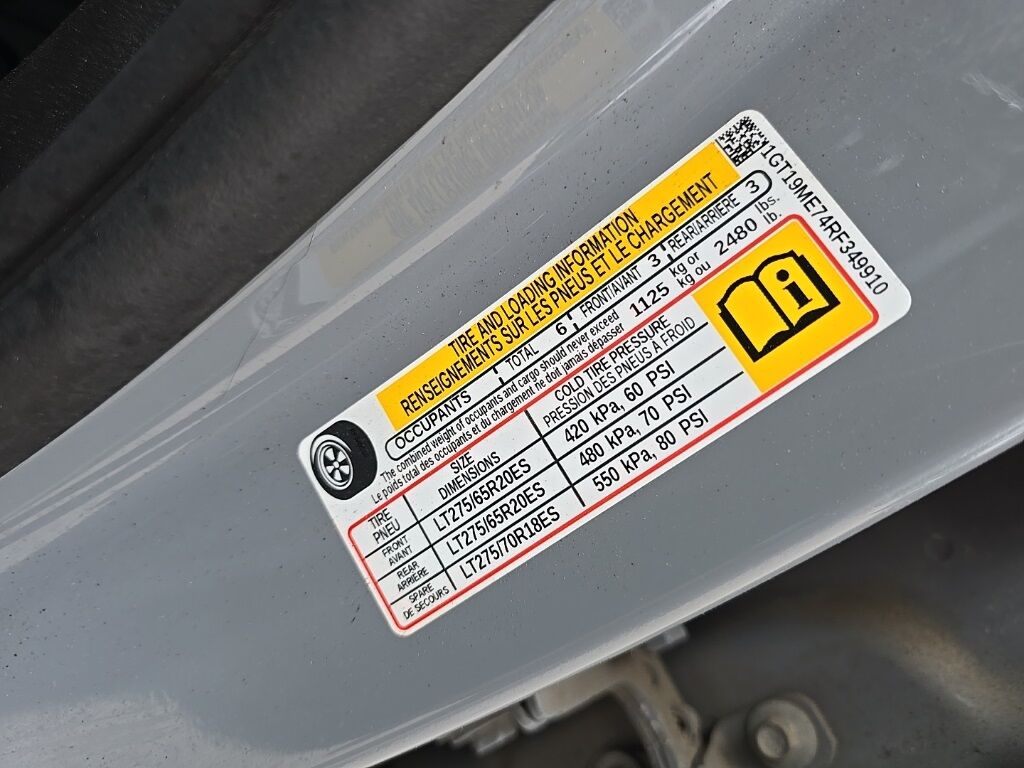 1GT19ME74RF349910
TIRE AND LOADING INFORMATION
RENSEIGNEMENTS SUR LES PNEUS ET LE CHARGEMENT
OCCUPANTS TOTAL 6 FRONT/AVANT 3 REAR/ARRIÈRE 3
The combined weight of occupants and cargo should never exceed 1125 kg or 2480 lbs.
Le poids total des occupants et du chargement ne doit jamais dépasser kg ou lb.
TIRE SIZE COLD TIRE PRESSURE
PNEU DIMENSIONS PRESSION DES PNEUS À FROID
FRONT LT275/65R20ES 420 kPa, 60 PSI
AVANT
REAR LT275/65R20ES 480 kPa, 70 PSI
ARRIÈRE
SPARE LT275/70R18ES 550 kPa, 80 PSI
DE SECOURS